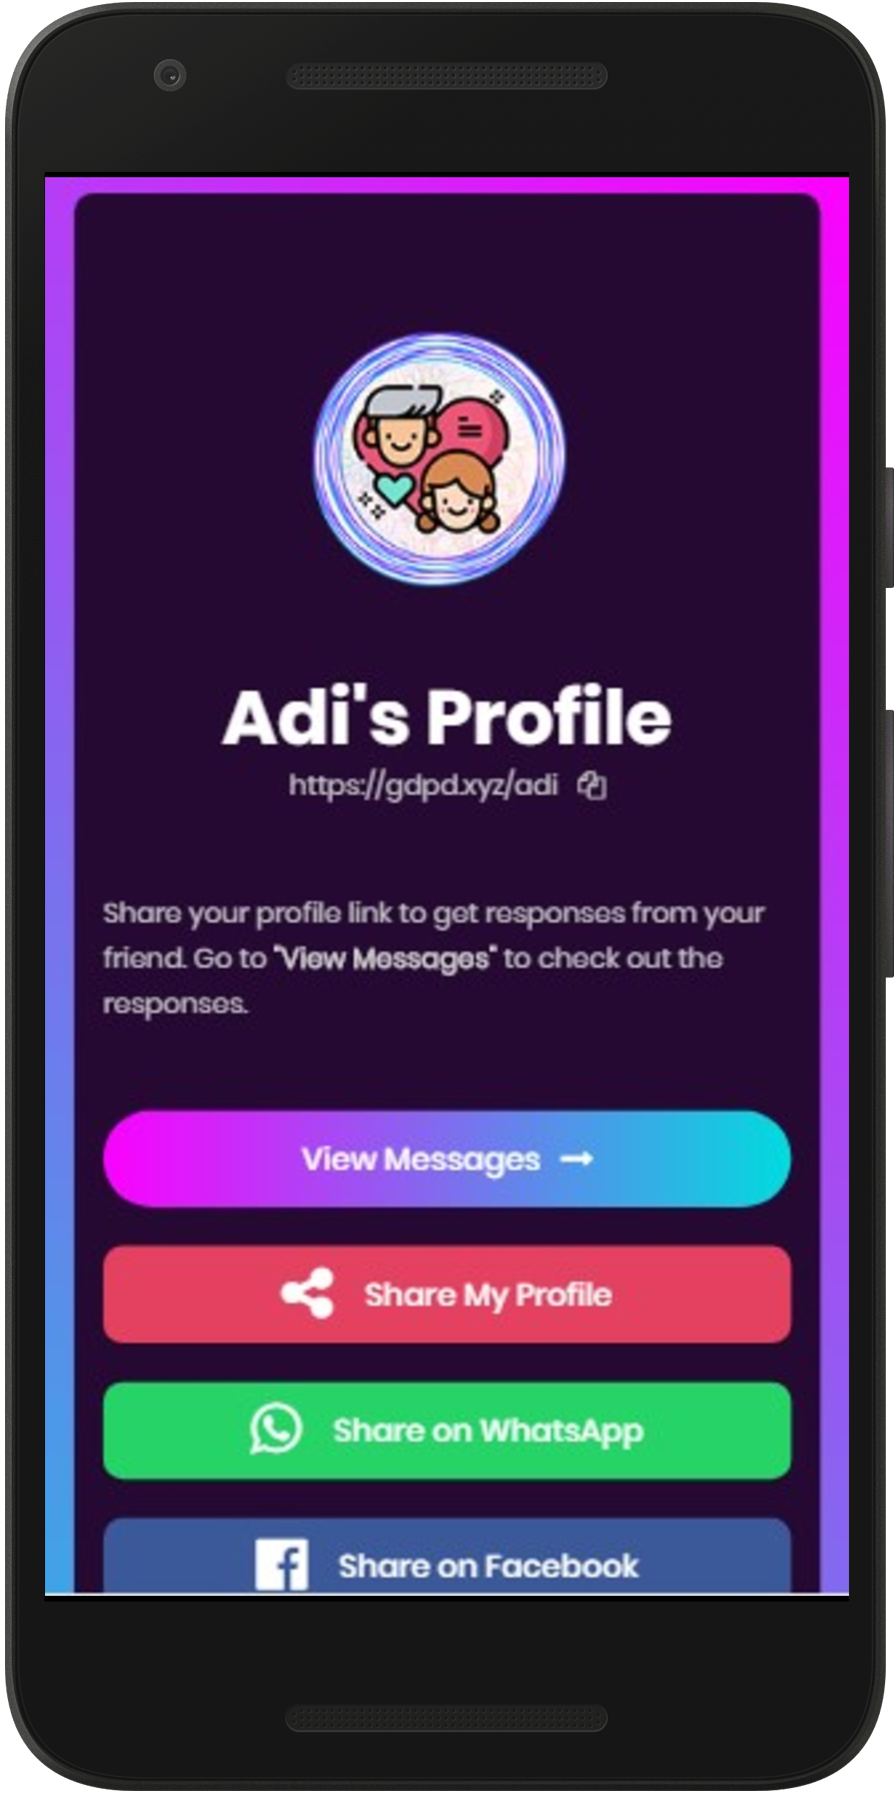 Adi's Profile
https://gdpd.xyz/adi
Share your profile link to get responses from your
friend. Go to "View Messages" to check out the
responses.
View Messages
Share My Profile
Share on WhatsApp
Share on Facebook